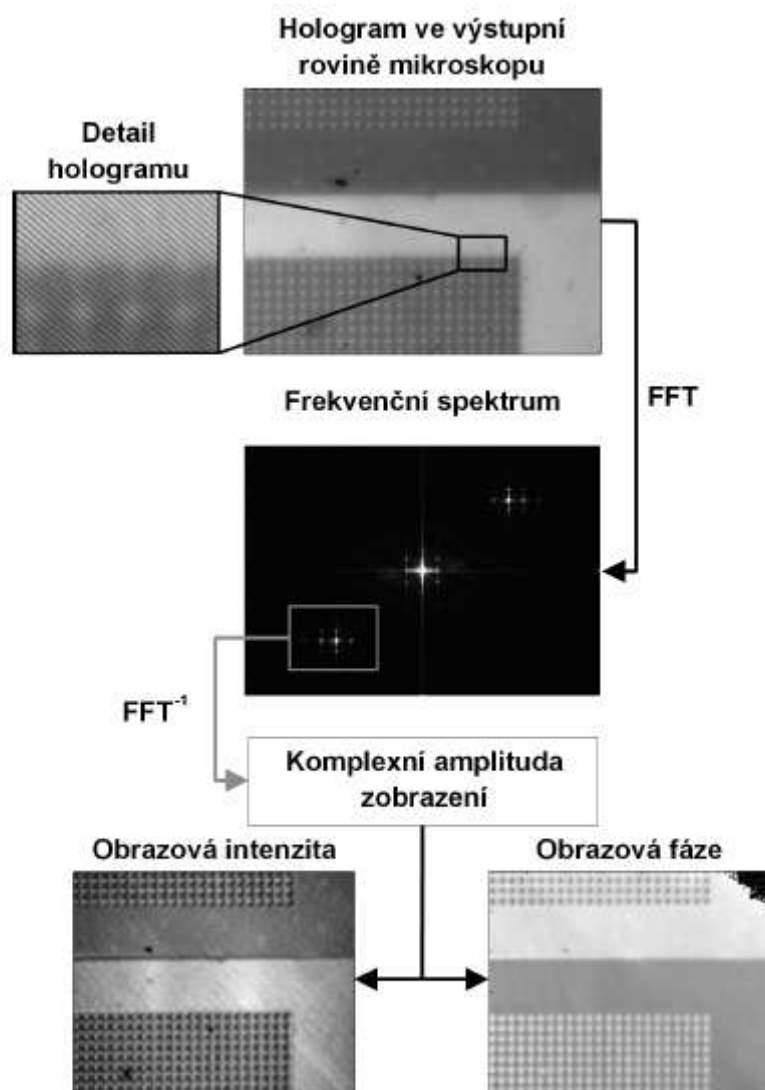 Hologram ve výstupní
rovině mikroskopu
Detail
hologramu
FFT
Frekvenční spektrum
FFT⁻¹
Komplexní amplituda
zobrazení
Obrazová intenzita
Obrazová fáze